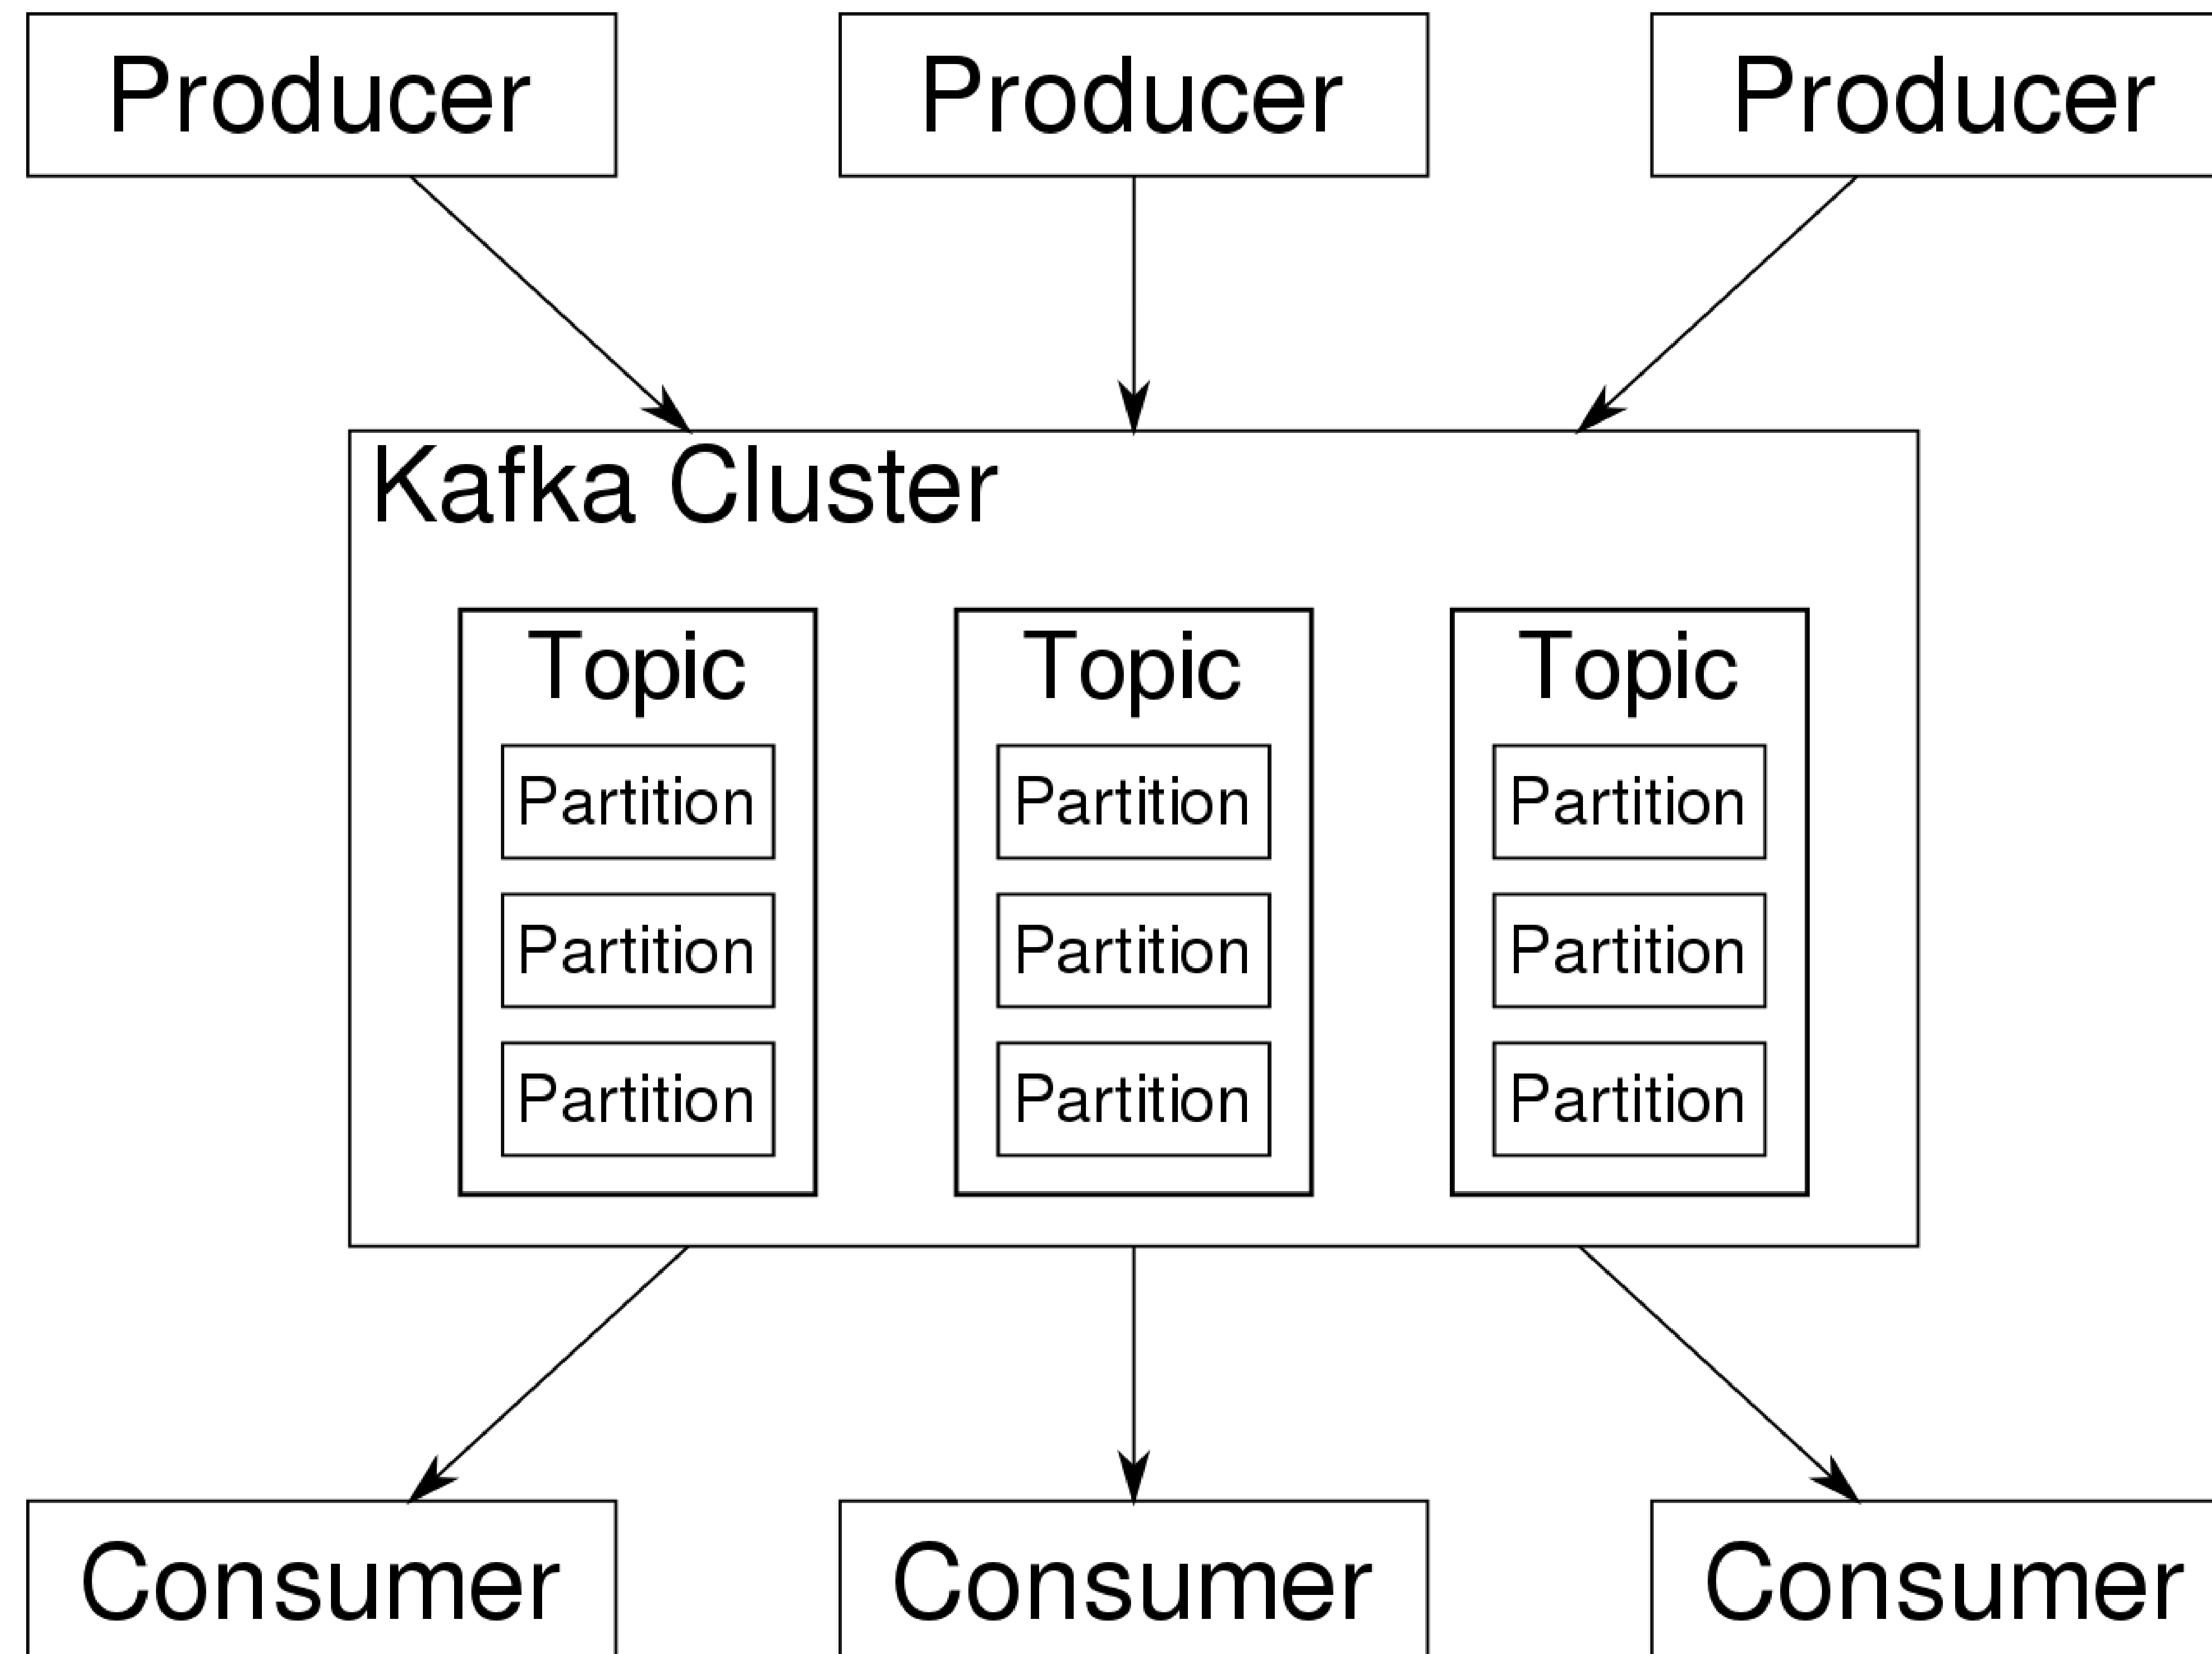 Producer Producer Producer
Kafka Cluster
Topic Topic Topic
Partition Partition Partition
Partition Partition Partition
Partition Partition Partition
Consumer Consumer Consumer